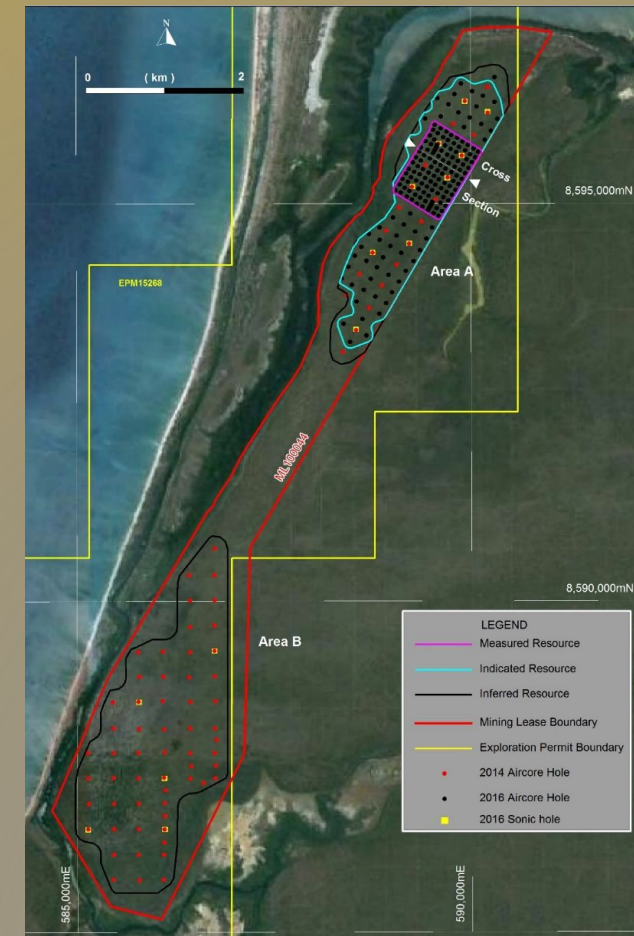 N
0 ( km ) 2
Cross
Section
8,595,000mN
Area A
EPM15268
ML100044
8,590,000mN
Area B
LEGEND
Measured Resource
Indicated Resource
Inferred Resource
Mining Lease Boundary
Exploration Permit Boundary
2014 Aircore Hole
2016 Aircore Hole
2016 Sonic hole
585,000mE
590,000mE